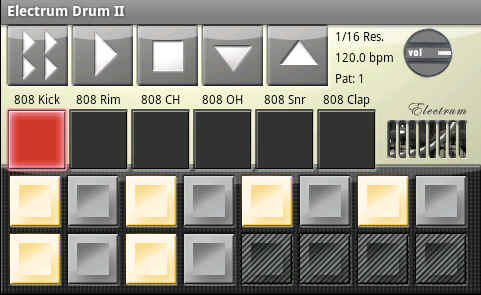 Electrum Drum II
1/16 Res.
120.0 bpm
Pat: 1
vol
808 Kick 808 Rim 808 CH 808 OH 808 Snr 808 Clap
Electrum